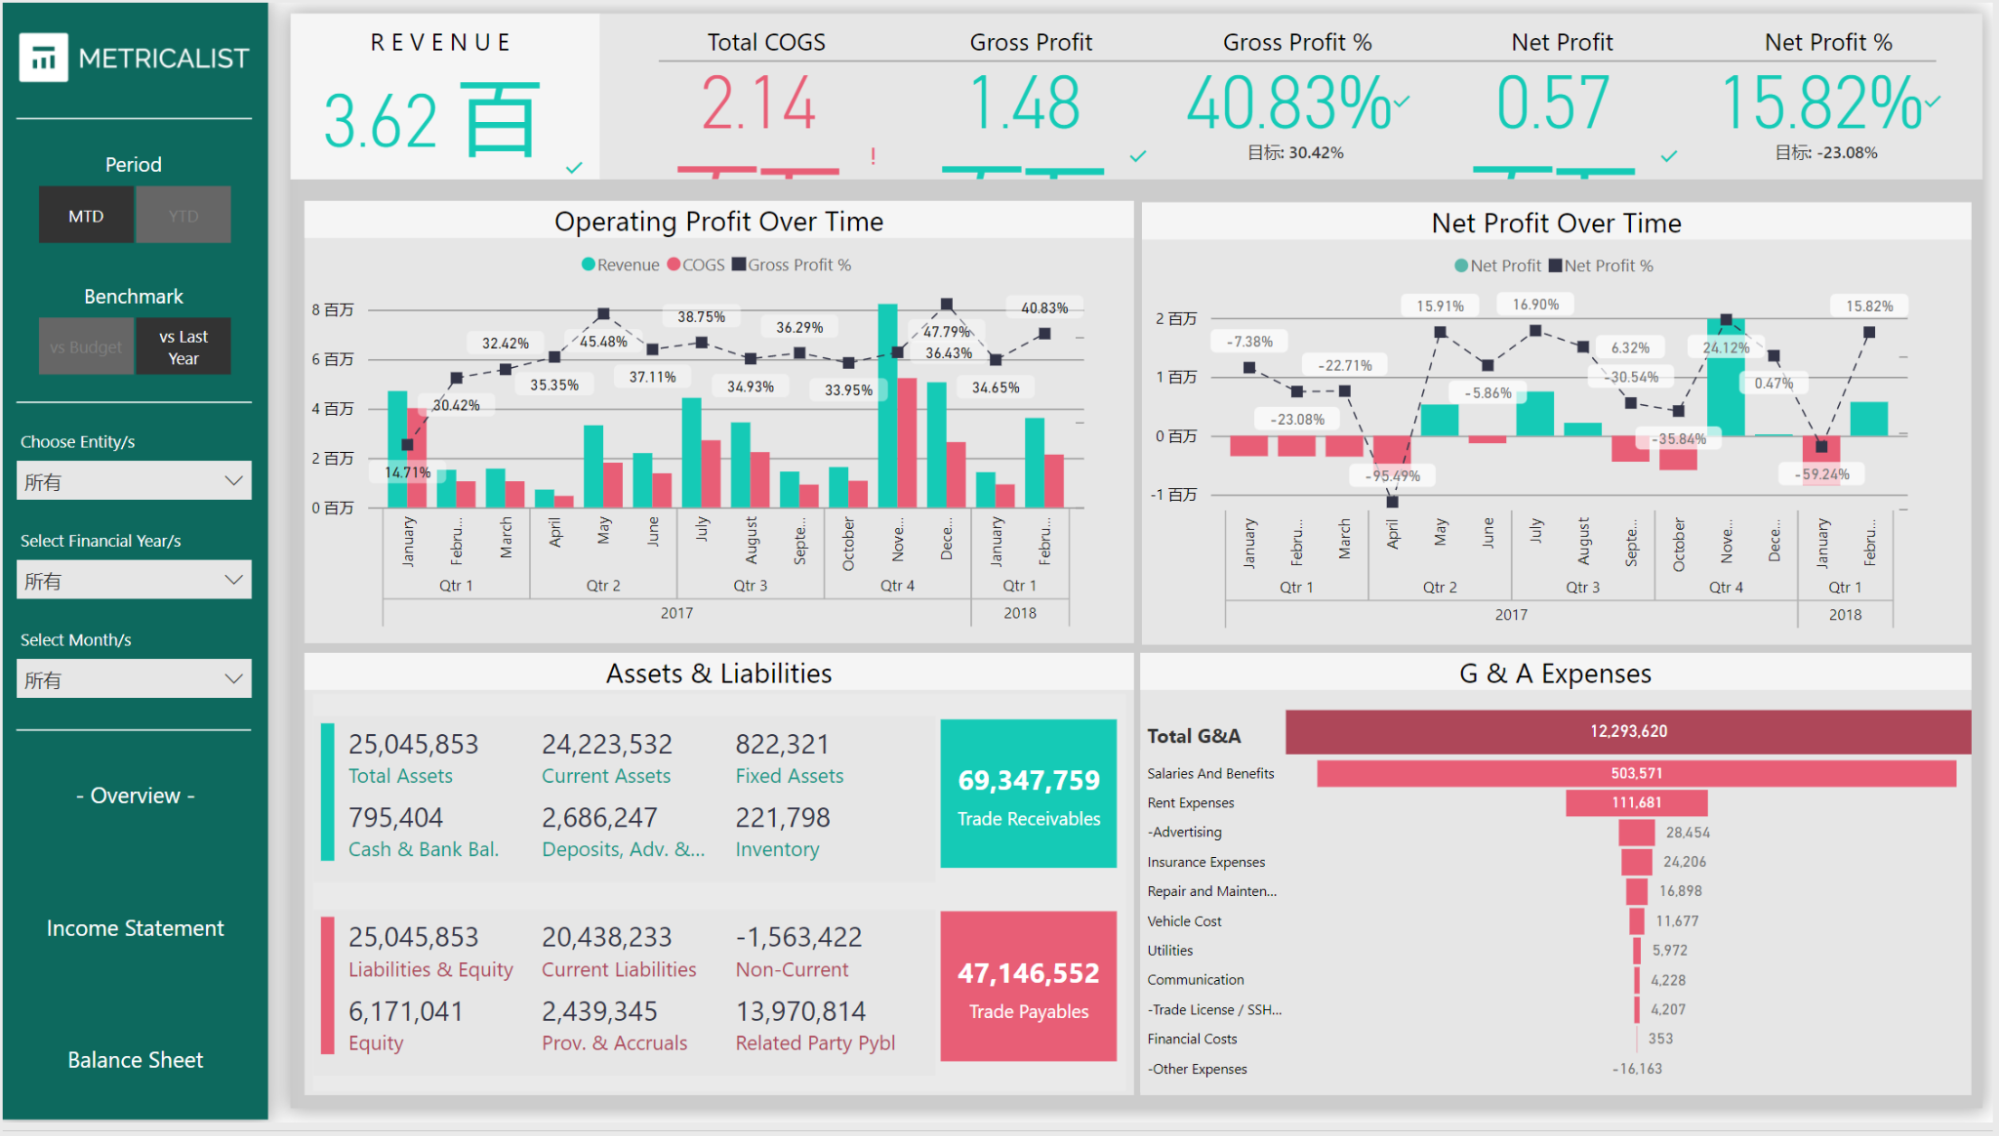 METRICALIST
Period
MTD
YTD
Benchmark
vs Budget
vs Last
Year
Choose Entity/s
所有
Select Financial Year/s
所有
Select Month/s
所有
- Overview -
Income Statement
Balance Sheet
REVENUE
3.62 百
Total COGS
2.14
!
Gross Profit
1.48
Gross Profit %
40.83%
目标: 30.42%
Net Profit
0.57
Net Profit %
15.82%
目标: -23.08%
Operating Profit Over Time
Revenue COGS Gross Profit %
8 百万
6 百万
4 百万
2 百万
0 百万
14.71%
30.42%
32.42%
35.35%
45.48%
37.11%
38.75%
34.93%
36.29%
33.95%
36.43%
47.79%
34.65%
40.83%
January
Febru...
March
April
May
June
July
August
Septe...
October
Nove...
Dece...
January
Febru...
Qtr 1
Qtr 2
Qtr 3
Qtr 4
Qtr 1
2017
2018
Net Profit Over Time
Net Profit Net Profit %
2 百万
1 百万
0 百万
-1 百万
-7.38%
-23.08%
-22.71%
-95.49%
15.91%
-5.86%
16.90%
6.32%
-30.54%
-35.84%
24.12%
0.47%
-59.24%
15.82%
January
Febru...
March
April
May
June
July
August
Septe...
October
Nove...
Dece...
January
Febru...
Qtr 1
Qtr 2
Qtr 3
Qtr 4
Qtr 1
2017
2018
Assets & Liabilities
25,045,853
Total Assets
24,223,532
Current Assets
822,321
Fixed Assets
795,404
Cash & Bank Bal.
2,686,247
Deposits, Adv. &...
221,798
Inventory
69,347,759
Trade Receivables
25,045,853
Liabilities & Equity
20,438,233
Current Liabilities
-1,563,422
Non-Current
6,171,041
Equity
2,439,345
Prov. & Accruals
13,970,814
Related Party Pybl
47,146,552
Trade Payables
G & A Expenses
Total G&A 12,293,620
Salaries And Benefits 503,571
Rent Expenses 111,681
-Advertising 28,454
Insurance Expenses 24,206
Repair and Mainten... 16,898
Vehicle Cost 11,677
Utilities 5,972
Communication 4,228
-Trade License / SSH... 4,207
Financial Costs 353
-Other Expenses -16,163